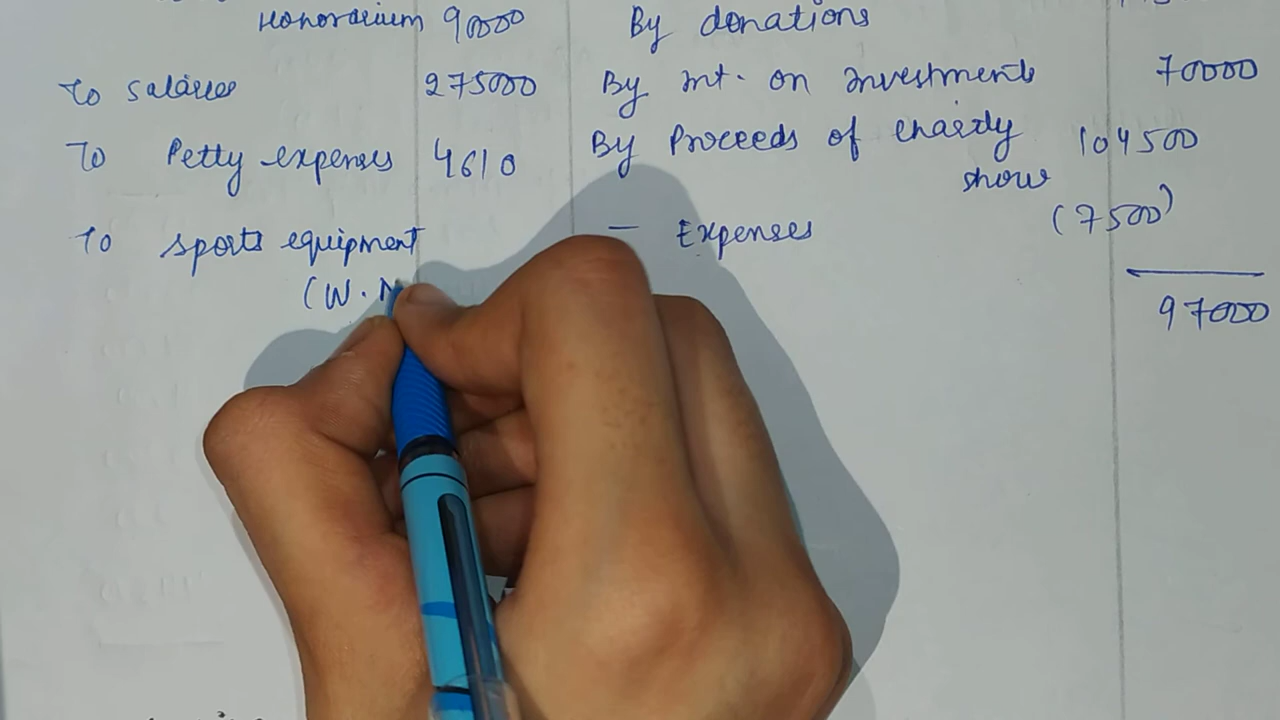 Honorarium 90000 By donations
To salaries 275000 By Int. on Investments 70000
To Petty expenses 4610 By Proceeds of charity 104500
show
To sports equipment — Expenses (7500)
(W.N
97000